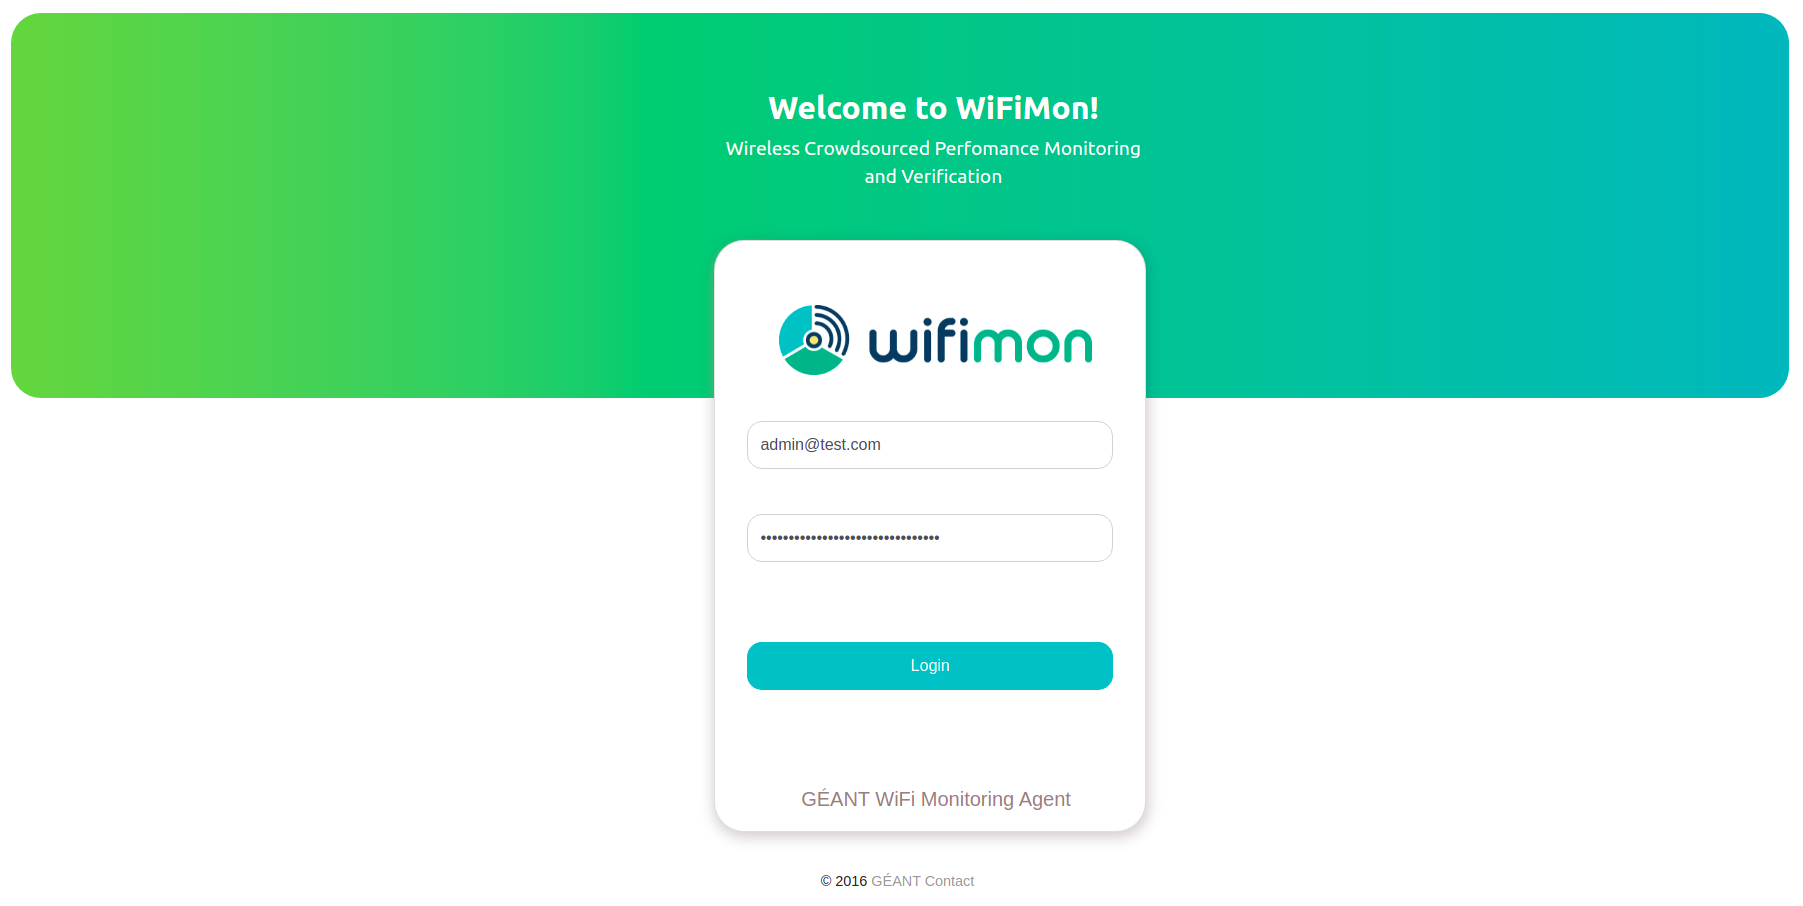 Welcome to WiFiMon!
Wireless Crowdsourced Perfomance Monitoring
and Verification
wifimon
admin@test.com
••••••••••••••••••••••••••••••••
Login
GÉANT WiFi Monitoring Agent
© 2016 GÉANT Contact